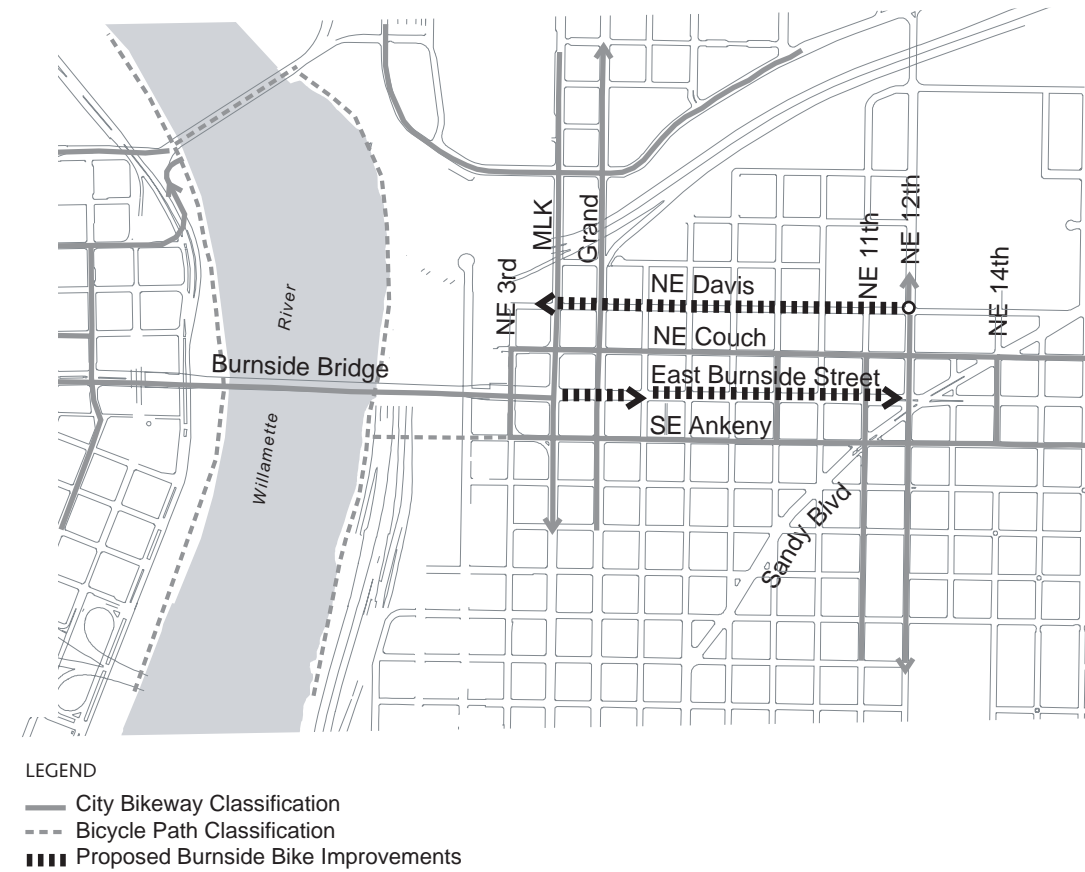 MLK
Grand
NE 3rd
NE 11th
NE 12th
NE 14th
NE Davis
NE Couch
River
Burnside Bridge
East Burnside Street
SE Ankeny
Willamette
Sandy Blvd
LEGEND
City Bikeway Classification
Bicycle Path Classification
Proposed Burnside Bike Improvements